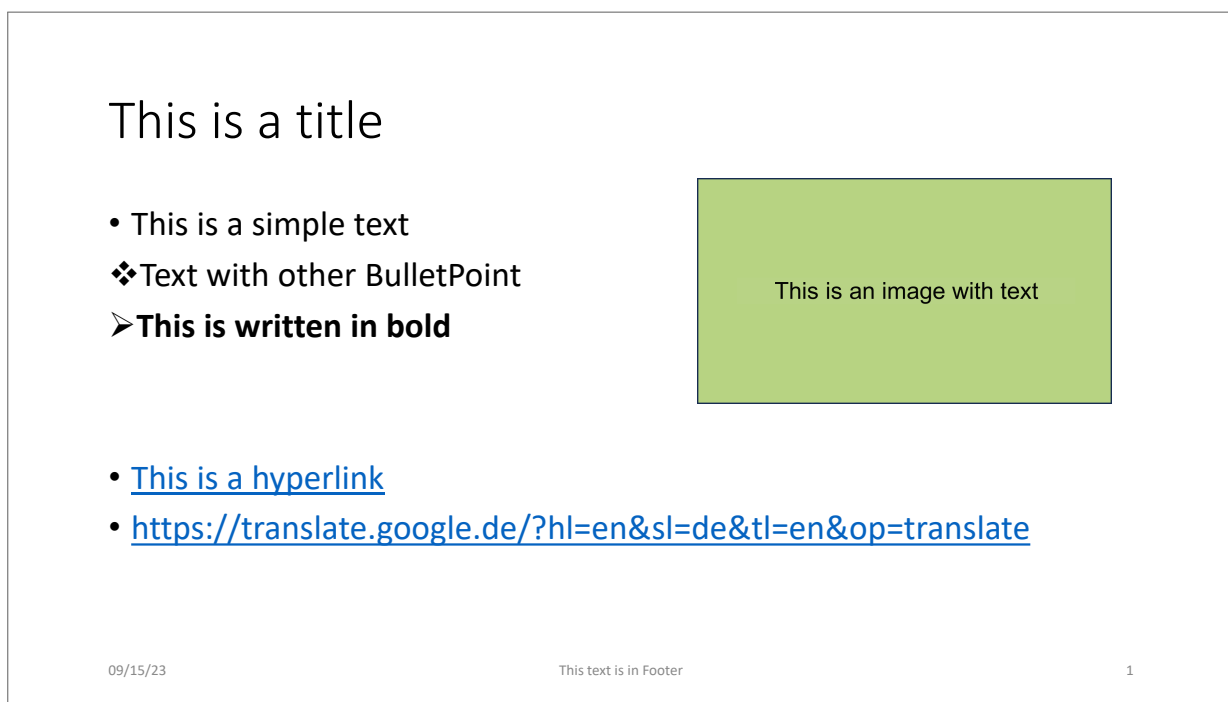 This is a title
• This is a simple text
❖Text with other BulletPoint
➢This is written in bold
This is an image with text
• This is a hyperlink
• https://translate.google.de/?hl=en&sl=de&tl=en&op=translate
09/15/23
This text is in Footer
1